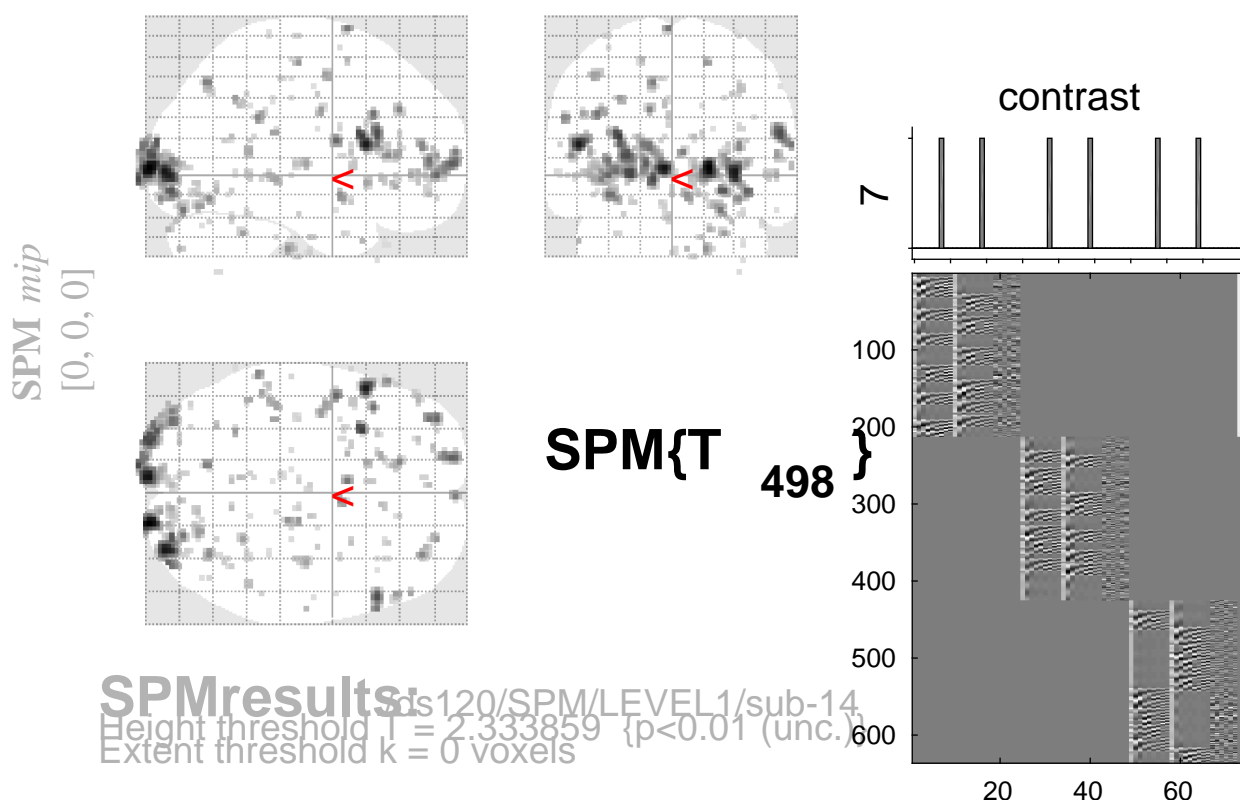 SPM mip
[0, 0, 0]
<
<
<
SPM{T498}
contrast
7
100
200
300
400
500
600
20
40
60
SPMresults: /ds120/SPM/LEVEL1/sub-14
Height threshold T = 2.333859 {p<0.01 (unc.)}
Extent threshold k = 0 voxels